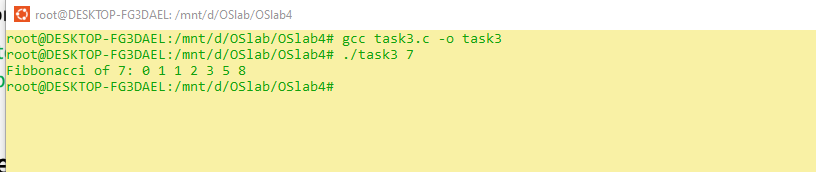 root@DESKTOP-FG3DAEL: /mnt/d/OSlab/OSlab4
root@DESKTOP-FG3DAEL:/mnt/d/OSlab/OSlab4# gcc task3.c -o task3
root@DESKTOP-FG3DAEL:/mnt/d/OSlab/OSlab4# ./task3 7
Fibbonacci of 7: 0 1 1 2 3 5 8
root@DESKTOP-FG3DAEL:/mnt/d/OSlab/OSlab4#